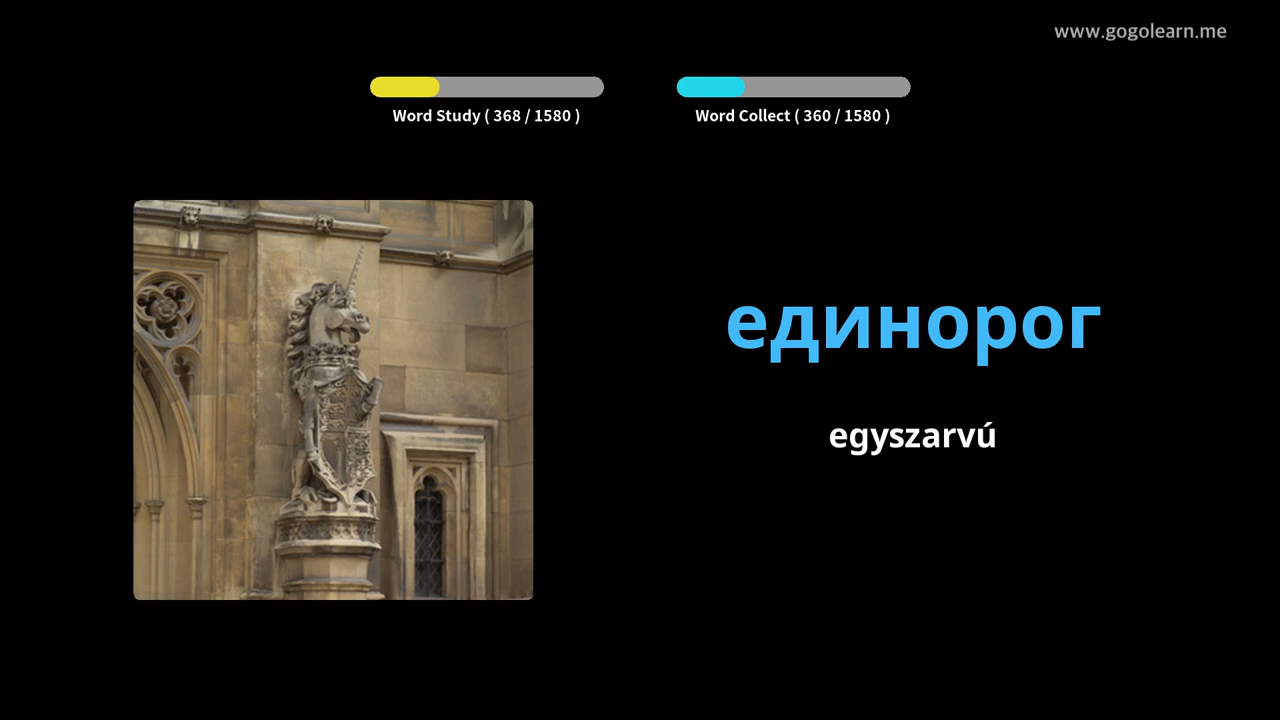 www.gogolearn.me
Word Study ( 368 / 1580 )
Word Collect ( 360 / 1580 )
единорог
egyszarvú